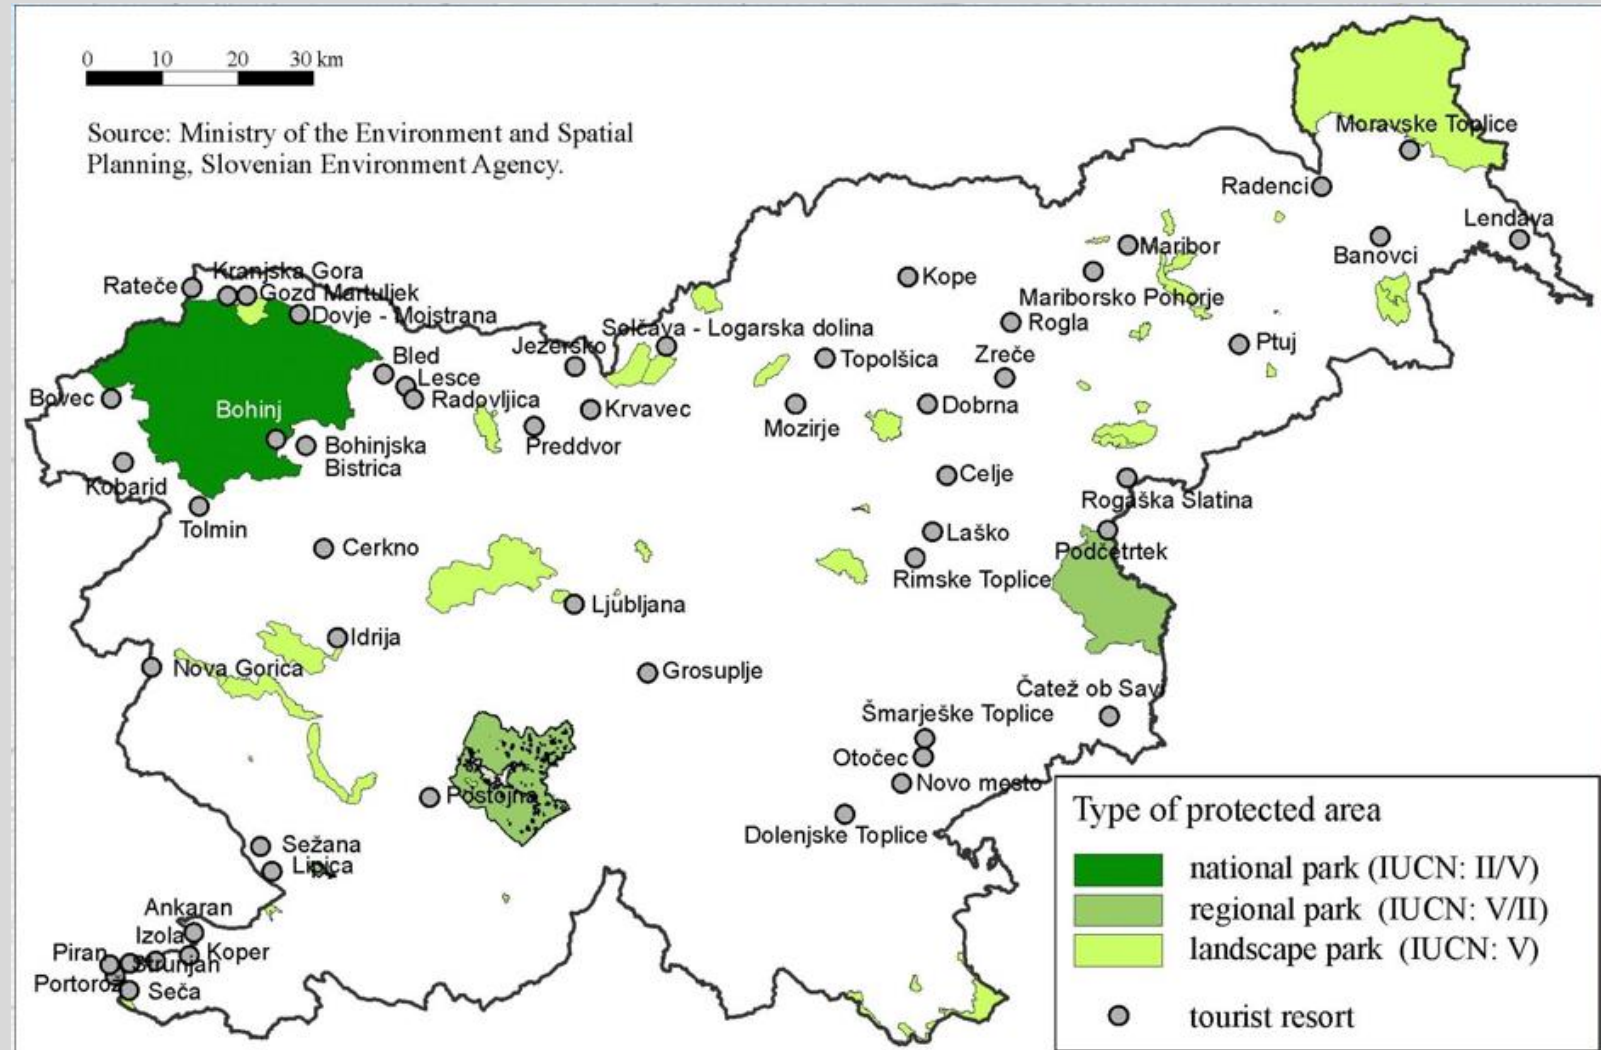 0 10 20 30 km
Source: Ministry of the Environment and Spatial
Planning, Slovenian Environment Agency.
Moravske Toplice
Radenci
Lendava
Banovci
Maribor
Kope
Mariborsko Pohorje
Rogla
Ptuj
Kranjska Gora
Rateče
Gozd Martuljek
Dovje - Mojstrana
Solčava - Logarska dolina
Jezersko
Topolšica
Zreče
Bled
Lesce
Radovljica
Bovec
Krvavec
Dobrna
Mozirje
Bohinj
Preddvor
Bohinjska
Bistrica
Celje
Kobarid
Rogaška Slatina
Tolmin
Laško
Cerkno
Podčetrtek
Rimske Toplice
Ljubljana
Idrija
Nova Gorica
Grosuplje
Čatež ob Sav
Šmarješke Toplice
Otočec
Novo mesto
Postojna
Dolenjske Toplice
Sežana
Lipica
Ankaran
Izola
Koper
Piran
Strunjan
Portorož
Seča
Type of protected area
national park (IUCN: II/V)
regional park (IUCN: V/II)
landscape park (IUCN: V)
tourist resort